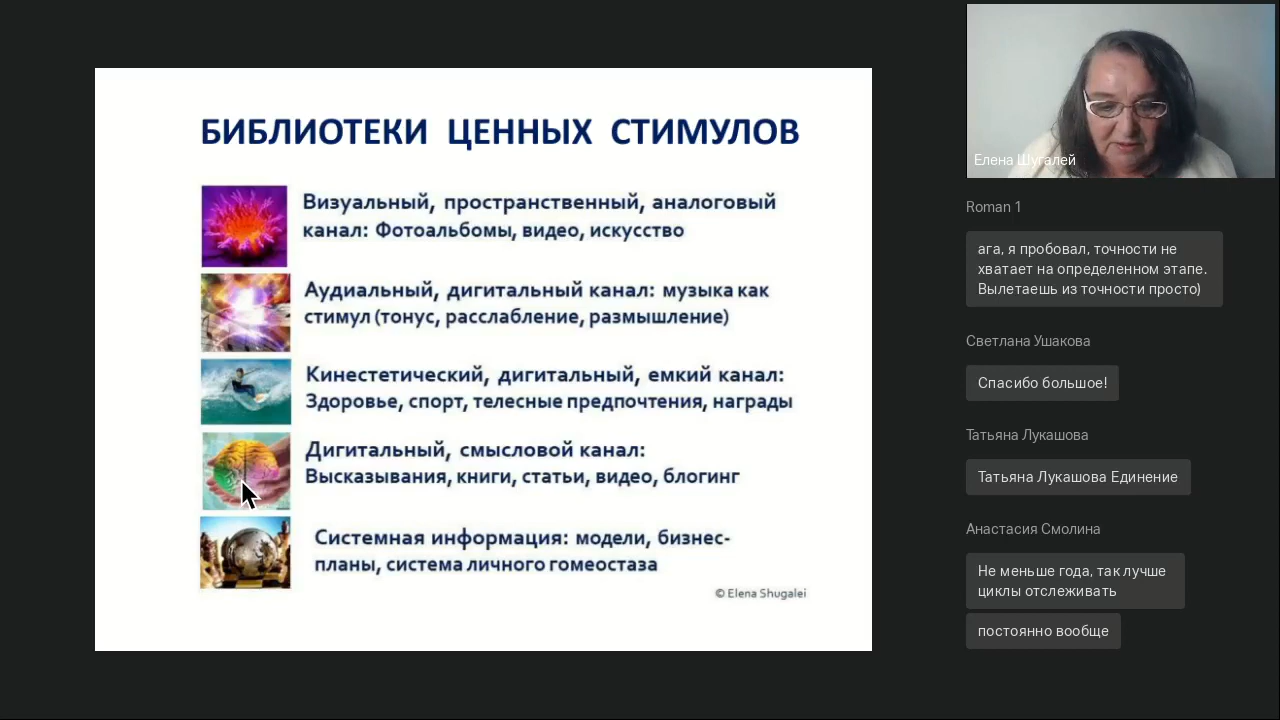 БИБЛИОТЕКИ ЦЕННЫХ СТИМУЛОВ
Визуальный, пространственный, аналоговый
канал: Фотоальбомы, видео, искусство
Аудиальный, дигитальный канал: музыка как
стимул (тонус, расслабление, размышление)
Кинестетический, дигитальный, емкий канал:
Здоровье, спорт, телесные предпочтения, награды
Дигитальный, смысловой канал:
Высказывания, книги, статьи, видео, блогинг
Системная информация: модели, бизнес-
планы, система личного гомеостаза
© Elena Shugalei
Елена Шугалей
Roman 1
ага, я пробовал, точности не
хватает на определенном этапе.
Вылетаешь из точности просто)
Светлана Ушакова
Спасибо большое!
Татьяна Лукашова
Татьяна Лукашова Единение
Анастасия Смолина
Не меньше года, так лучше
циклы отслеживать
постоянно вообще